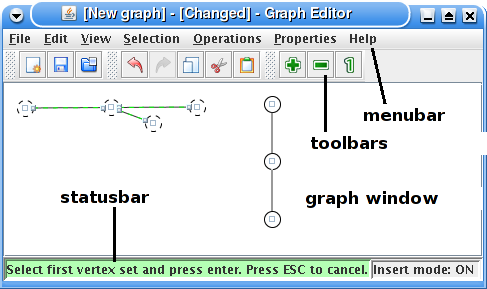 [New graph] - [Changed] - Graph Editor
File Edit View Selection Operations Properties Help
menubar
toolbars
statusbar
graph window
Select first vertex set and press enter. Press ESC to cancel. Insert mode: ON